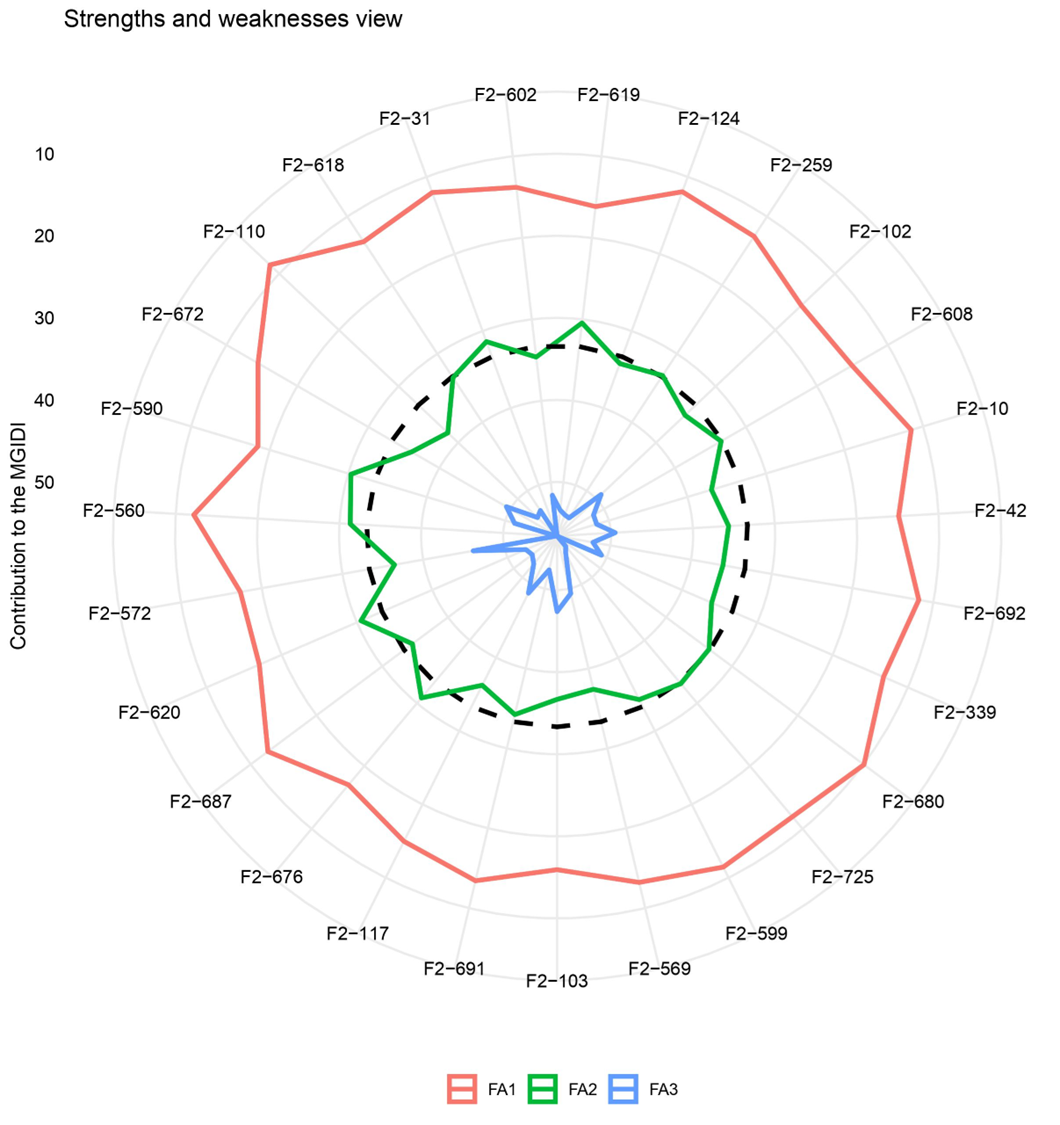 Strengths and weaknesses view
F2−602
F2−619
F2−31
F2−124
10
F2−618
F2−259
20
F2−110
F2−102
30
F2−672
F2−608
40
F2−590
F2−10
Contribution to the MGIDI
50
F2−560
F2−42
F2−572
F2−692
F2−620
F2−339
F2−687
F2−680
F2−676
F2−725
F2−117
F2−599
F2−691
F2−569
F2−103
FA1 FA2 FA3